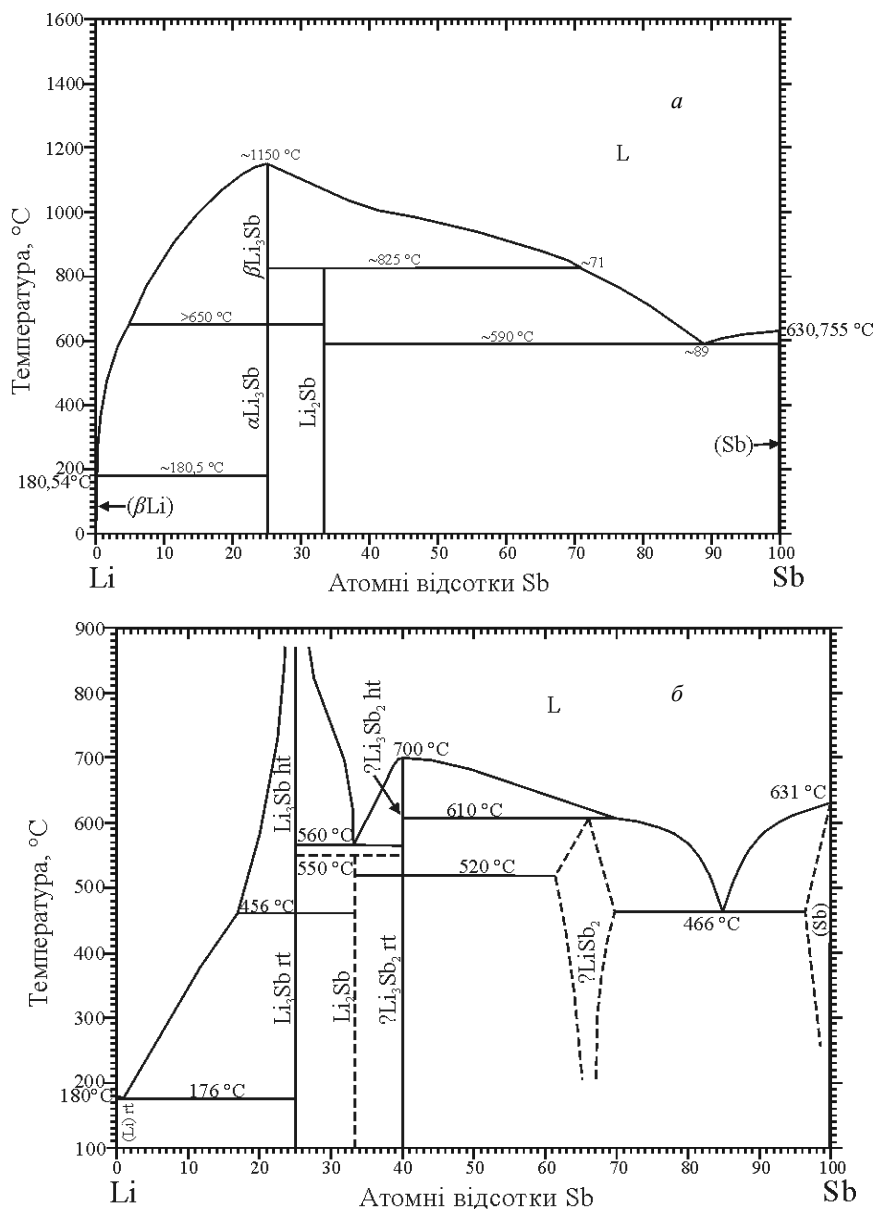 Температура, °C
1600
1400
1200
1000
800
600
400
200
0
а
L
~1150 °C
βLi₃Sb
~825 °C
~71
>650 °C
~590 °C
~89
630,755 °C
αLi₃Sb
Li₂Sb
(Sb)
~180,5 °C
180,54°C
(βLi)
0 10 20 30 40 50 60 70 80 90 100
Li Атомні відсотки Sb Sb
Температура, °C
900
800
700
600
500
400
300
200
100
б
L
?Li₃Sb₂ ht
Li₃Sb ht
700 °C
610 °C
631 °C
560 °C
550 °C
520 °C
456 °C
466 °C
Li₃Sb rt
Li₂Sb
?Li₃Sb₂ rt
?LiSb₂
(Sb)
180°C
176 °C
(Li) rt
0 10 20 30 40 50 60 70 80 90 100
Li Атомні відсотки Sb Sb